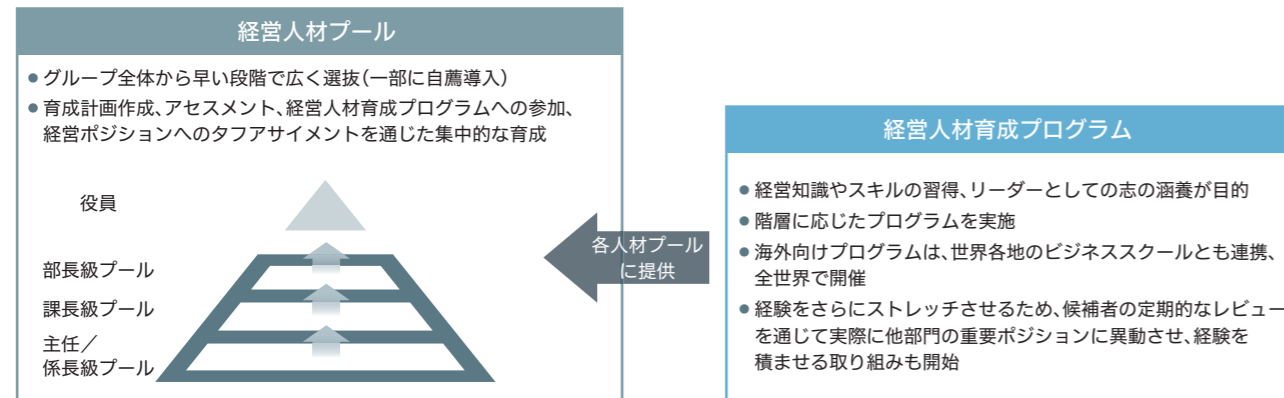 経営人材プール
●グループ全体から早い段階で広く選抜(一部に自薦導入)
●育成計画作成、アセスメント、経営人材育成プログラムへの参加、
経営ポジションへのタフアサイメントを通じた集中的な育成
役員
部長級プール
課長級プール
主任／
係長級プール
各人材プール
に提供
経営人材育成プログラム
●経営知識やスキルの習得、リーダーとしての志の涵養が目的
●階層に応じたプログラムを実施
●海外向けプログラムは、世界各地のビジネススクールとも連携、
全世界で開催
●経験をさらにストレッチさせるため、候補者の定期的なレビュー
を通じて実際に他部門の重要ポジションに異動させ、経験を
積ませる取り組みも開始